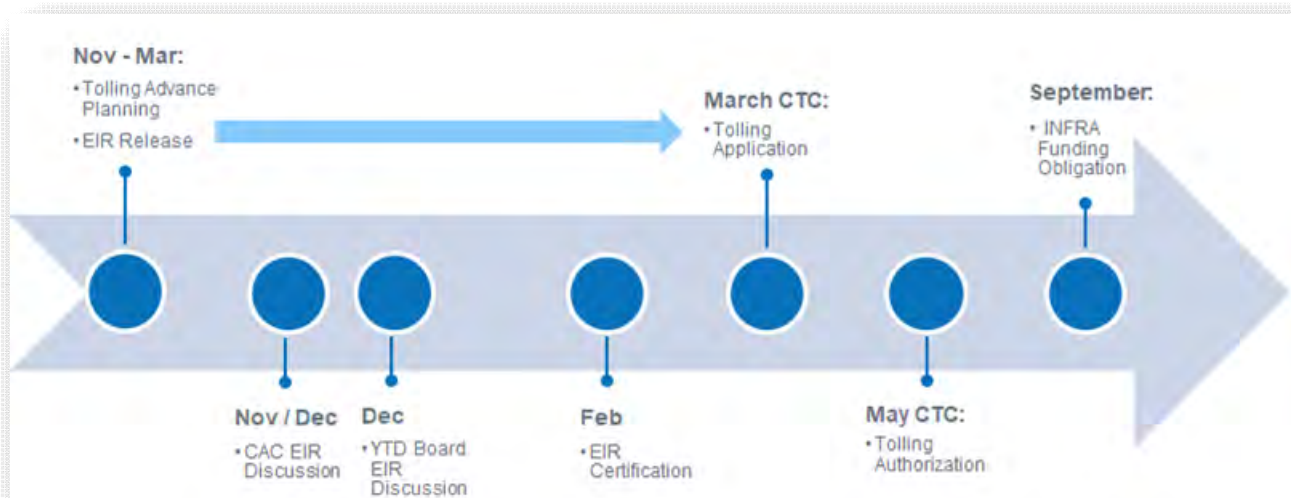 Nov - Mar:
• Tolling Advance
Planning
• EIR Release
March CTC:
• Tolling
Application
September:
• INFRA
Funding
Obligation
Nov / Dec
• CAC EIR
Discussion
Dec
• YTD Board
EIR
Discussion
Feb
• EIR
Certification
May CTC:
• Tolling
Authorization